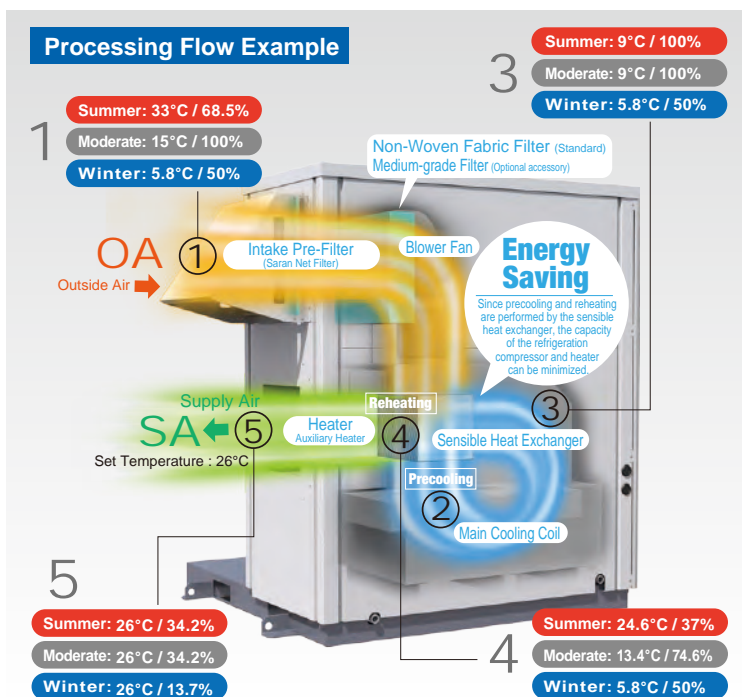 Processing Flow Example
1
Summer: 33°C / 68.5%
Moderate: 15°C / 100%
Winter: 5.8°C / 50%
3
Summer: 9°C / 100%
Moderate: 9°C / 100%
Winter: 5.8°C / 50%
Non-Woven Fabric Filter (Standard)
Medium-grade Filter (Optional accessory)
OA
Outside Air
①
Intake Pre-Filter
(Saran Net Filter)
Blower Fan
Energy
Saving
Since precooling and reheating
are performed by the sensible
heat exchanger, the capacity
of the refrigeration
compressor and heater
can be minimized.
Supply Air
SA
⑤
Set Temperature : 26°C
Heater
Auxiliary Heater
Reheating
④
③
Sensible Heat Exchanger
Precooling
②
Main Cooling Coil
5
Summer: 26°C / 34.2%
Moderate: 26°C / 34.2%
Winter: 26°C / 13.7%
4
Summer: 24.6°C / 37%
Moderate: 13.4°C / 74.6%
Winter: 5.8°C / 50%